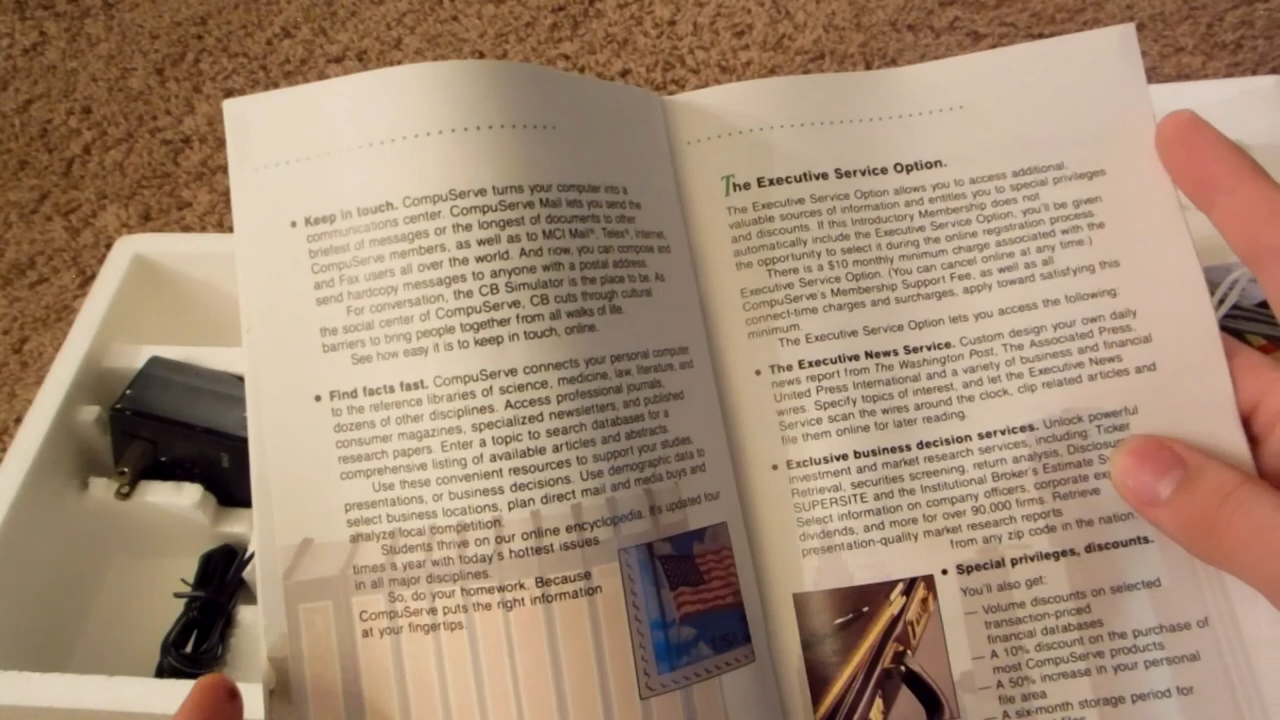 • Keep in touch. CompuServe turns your computer into a
communications center. CompuServe Mail lets you send the
briefest of messages or the longest of documents to other
CompuServe members, as well as to MCI Mail®, Telex®, Internet,
and Fax users all over the world. And now, you can compose and
send hardcopy messages to anyone with a postal address.
For conversation, the CB Simulator is the place to be. As
the social center of CompuServe, CB cuts through cultural
barriers to bring people together from all walks of life.
See how easy it is to keep in touch, online.
• Find facts fast. CompuServe connects your personal computer
to the reference libraries of science, medicine, law, literature, and
dozens of other disciplines. Access professional journals,
consumer magazines, specialized newsletters, and published
research papers. Enter a topic to search databases for a
comprehensive listing of available articles and abstracts.
Use these convenient resources to support your studies,
presentations, or business decisions. Use demographic data to
select business locations, plan direct mail and media buys and
analyze local competition.
Students thrive on our online encyclopedia. It's updated four
times a year with today's hottest issues
in all major disciplines.
So, do your homework. Because
CompuServe puts the right information
at your fingertips.
The Executive Service Option.
The Executive Service Option allows you to access additional,
valuable sources of information and entitles you to special privileges
and discounts. If this Introductory Membership does not
automatically include the Executive Service Option, you'll be given
the opportunity to select it during the online registration process.
There is a $10 monthly minimum charge associated with the
Executive Service Option. (You can cancel online at any time.)
CompuServe's Membership Support Fee, as well as all
connect-time charges and surcharges, apply toward satisfying this
minimum.
The Executive Service Option lets you access the following:
• The Executive News Service. Custom design your own daily
news report from The Washington Post, The Associated Press,
United Press International and a variety of business and financial
wires. Specify topics of interest, and let the Executive News
Service scan the wires around the clock, clip related articles and
file them online for later reading.
• Exclusive business decision services. Unlock powerful
investment and market research services, including: Ticker
Retrieval, securities screening, return analysis, Disclosure
SUPERSITE and the Institutional Broker's Estimate
Select information on company officers, corporate
dividends, and more for over 90,000 firms. Retrieve
presentation-quality market research reports
from any zip code in the nation.
• Special privileges, discounts.
You'll also get:
— Volume discounts on selected
transaction-priced
financial databases
— A 10% discount on the purchase of
most CompuServe products
— A 50% increase in your personal
file area
— A six-month storage period for